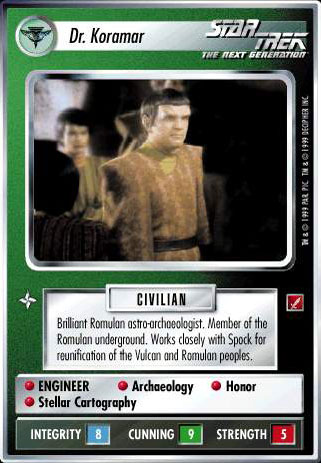 Dr. Koramar
STAR TREK
THE NEXT GENERATION
TM & © 1999 PAR. PIC. TM & © 1999 DECIPHER INC.
CIVILIAN
Brilliant Romulan astro-archaeologist. Member of the
Romulan underground. Works closely with Spock for
reunification of the Vulcan and Romulan peoples.
ENGINEER Archaeology Honor
Stellar Cartography
INTEGRITY 8 CUNNING 9 STRENGTH 5